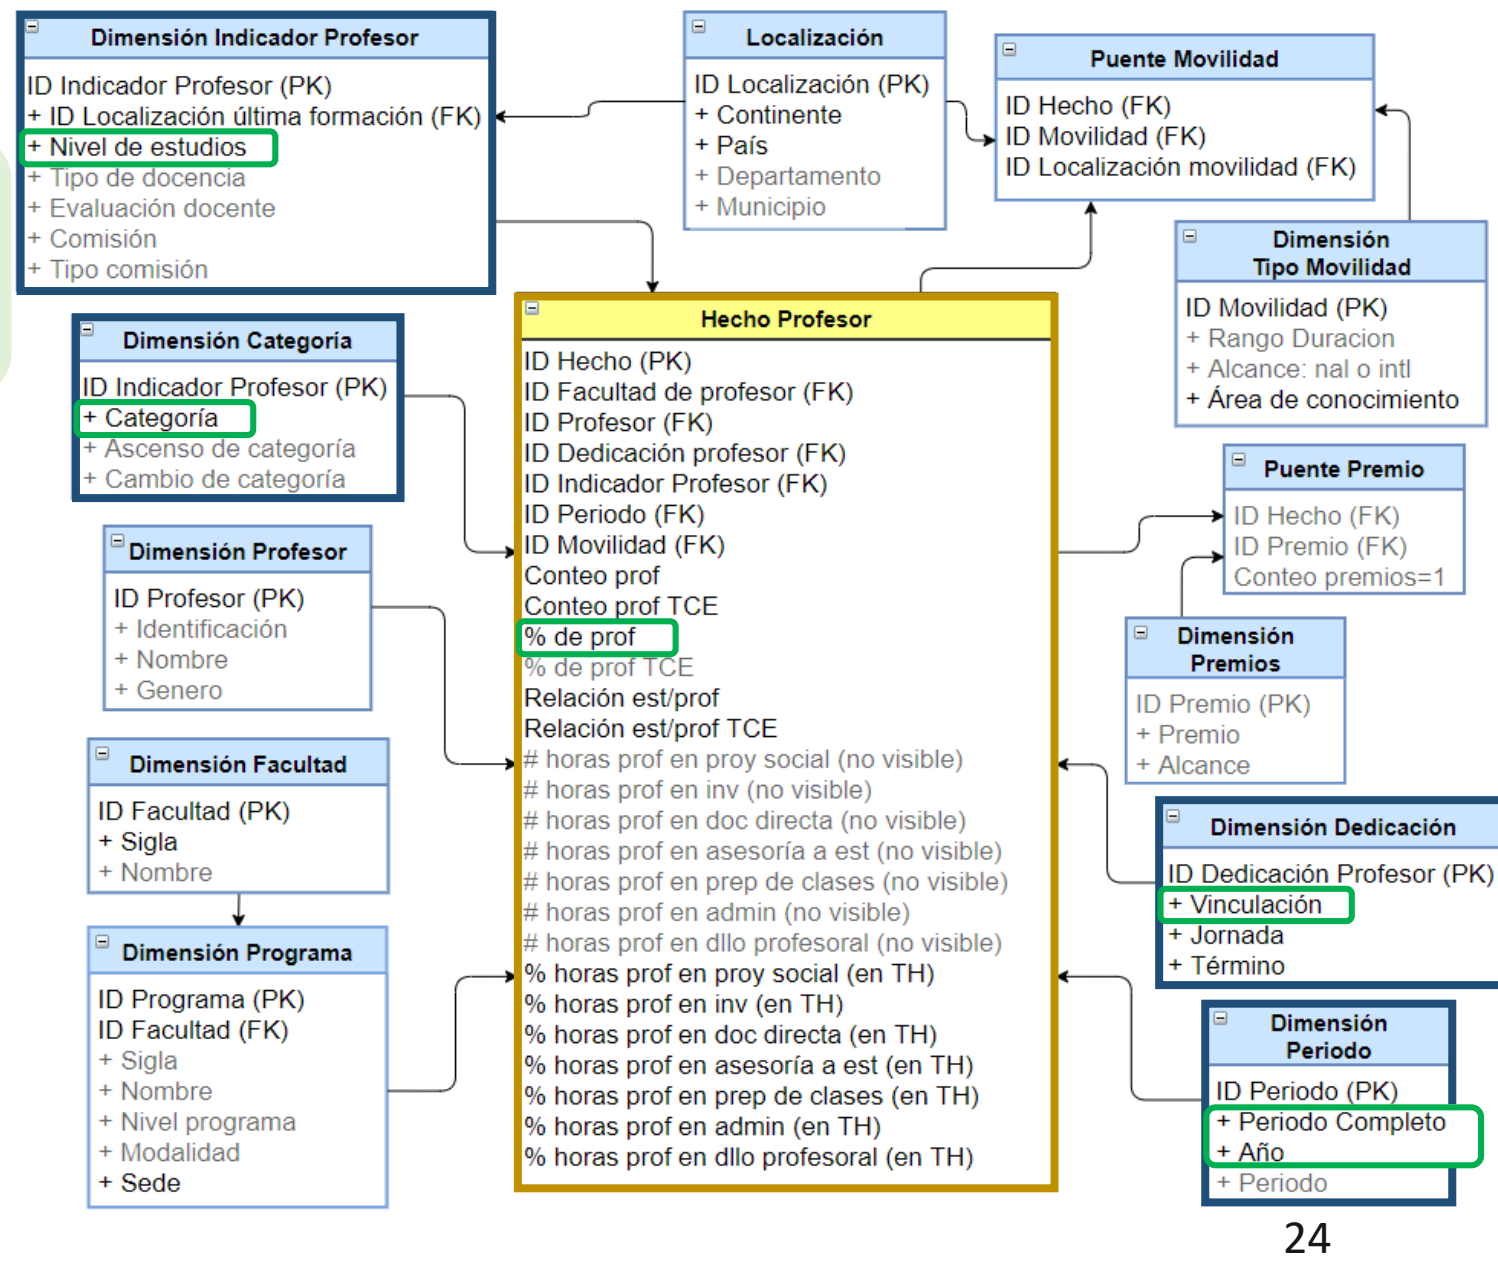 Dimensión Indicador Profesor
ID Indicador Profesor (PK)
+ ID Localización última formación (FK)
+ Nivel de estudios
+ Tipo de docencia
+ Evaluación docente
+ Comisión
+ Tipo comisión
Localización
ID Localización (PK)
+ Continente
+ País
+ Departamento
+ Municipio
Puente Movilidad
ID Hecho (FK)
ID Movilidad (FK)
ID Localización movilidad (FK)
Dimensión
Tipo Movilidad
ID Movilidad (PK)
+ Rango Duracion
+ Alcance: nal o intl
+ Área de conocimiento
Dimensión Categoría
ID Indicador Profesor (PK)
+ Categoría
+ Ascenso de categoría
+ Cambio de categoría
Hecho Profesor
ID Hecho (PK)
ID Facultad de profesor (FK)
ID Profesor (FK)
ID Dedicación profesor (FK)
ID Indicador Profesor (FK)
ID Periodo (FK)
ID Movilidad (FK)
Conteo prof
Conteo prof TCE
% de prof
% de prof TCE
Relación est/prof
Relación est/prof TCE
# horas prof en proy social (no visible)
# horas prof en inv (no visible)
# horas prof en doc directa (no visible)
# horas prof en asesoría a est (no visible)
# horas prof en prep de clases (no visible)
# horas prof en admin (no visible)
# horas prof en dllo profesoral (no visible)
% horas prof en proy social (en TH)
% horas prof en inv (en TH)
% horas prof en doc directa (en TH)
% horas prof en asesoría a est (en TH)
% horas prof en prep de clases (en TH)
% horas prof en admin (en TH)
% horas prof en dllo profesoral (en TH)
Puente Premio
ID Hecho (FK)
ID Premio (FK)
Conteo premios=1
Dimensión Profesor
ID Profesor (PK)
+ Identificación
+ Nombre
+ Genero
Dimensión
Premios
ID Premio (PK)
+ Premio
+ Alcance
Dimensión Facultad
ID Facultad (PK)
+ Sigla
+ Nombre
Dimensión Dedicación
ID Dedicación Profesor (PK)
+ Vinculación
+ Jornada
+ Término
Dimensión Programa
ID Programa (PK)
ID Facultad (FK)
+ Sigla
+ Nombre
+ Nivel programa
+ Modalidad
+ Sede
Dimensión
Periodo
ID Periodo (PK)
+ Periodo Completo
+ Año
+ Periodo
24